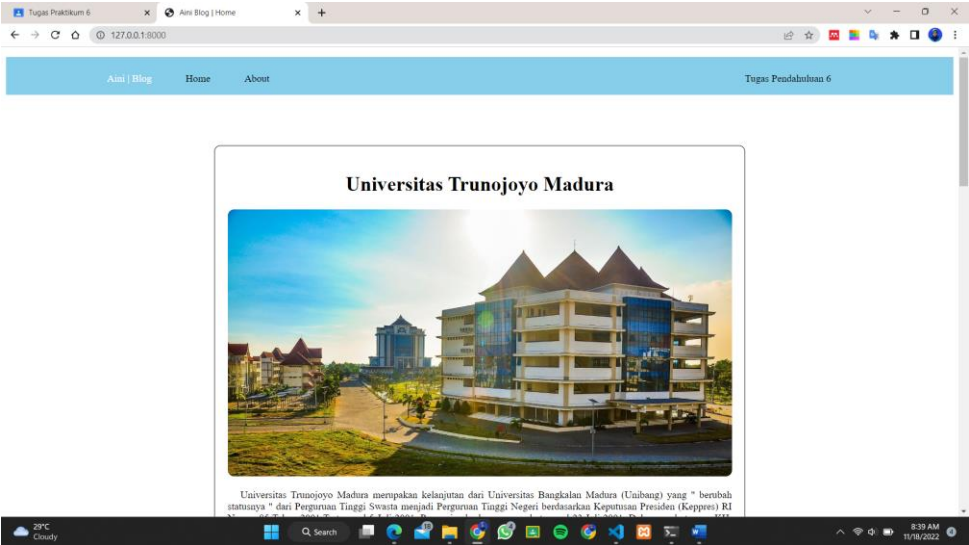 Tugas Praktikum 6
Aini Blog | Home
127.0.0.1:8000
Aini | Blog Home About Tugas Pendahuluan 6
Universitas Trunojoyo Madura
Universitas Trunojoyo Madura merupakan kelanjutan dari Universitas Bangkalan Madura (Unibang) yang " berubah
statusnya " dari Perguruan Tinggi Swasta menjadi Perguruan Tinggi Negeri berdasarkan Keputusan Presiden (Keppres) RI
29°C
Cloudy
Search
8:39 AM
11/18/2022